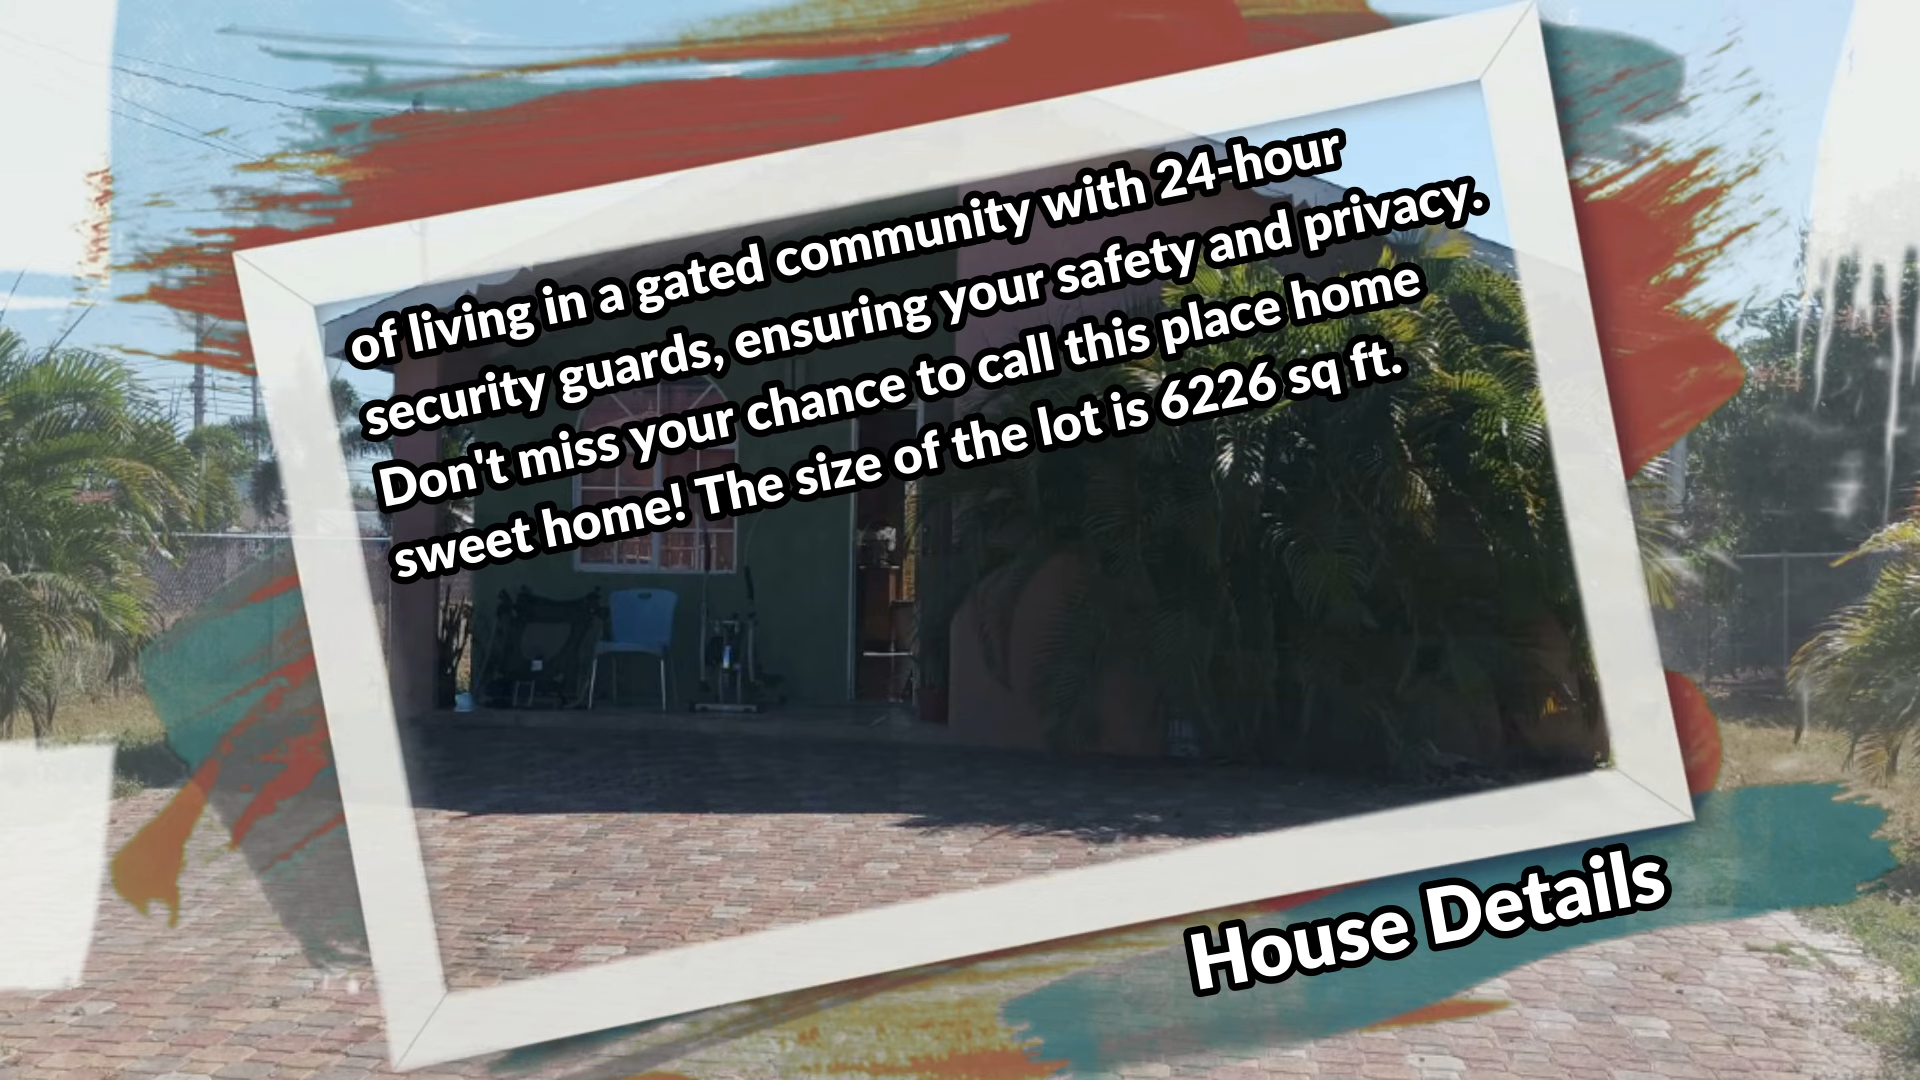 of living in a gated community with 24-hour
security guards, ensuring your safety and privacy.
Don't miss your chance to call this place home
sweet home! The size of the lot is 6226 sq ft.
House Details